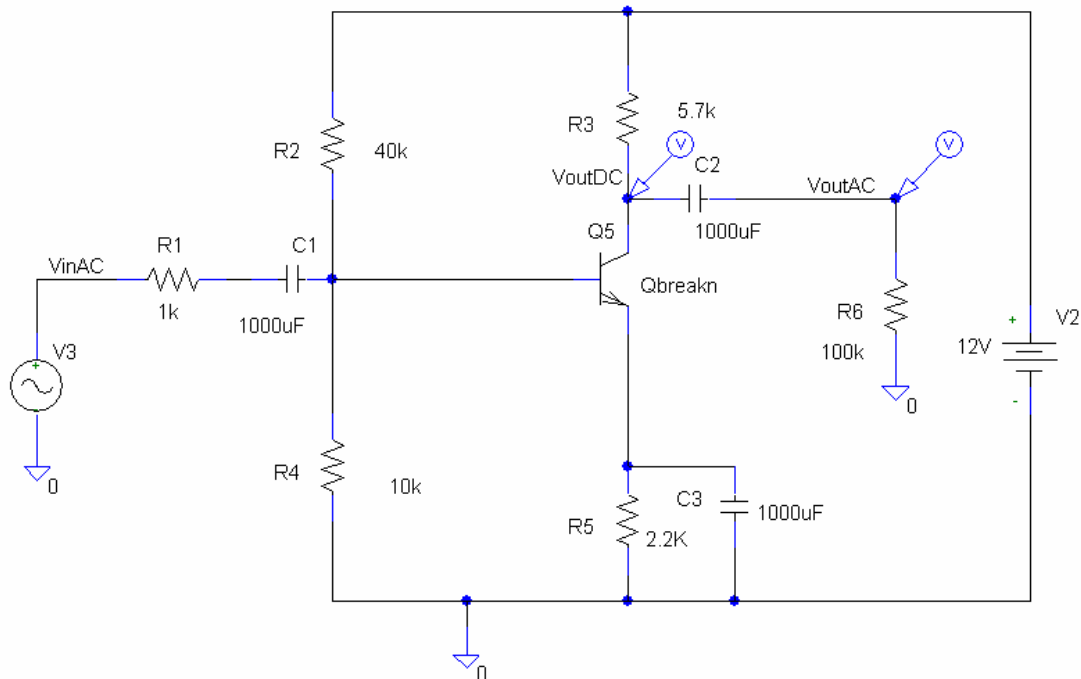 R3
5.7k
V
V
R2
40k
VoutDC
C2
VoutAC
1000uF
Q5
R1
C1
VinAC
1k
1000uF
Qbreakn
R6
100k
V2
+
12V
-
V3
+
-
0
0
R4
10k
C3
1000uF
R5
2.2K
0